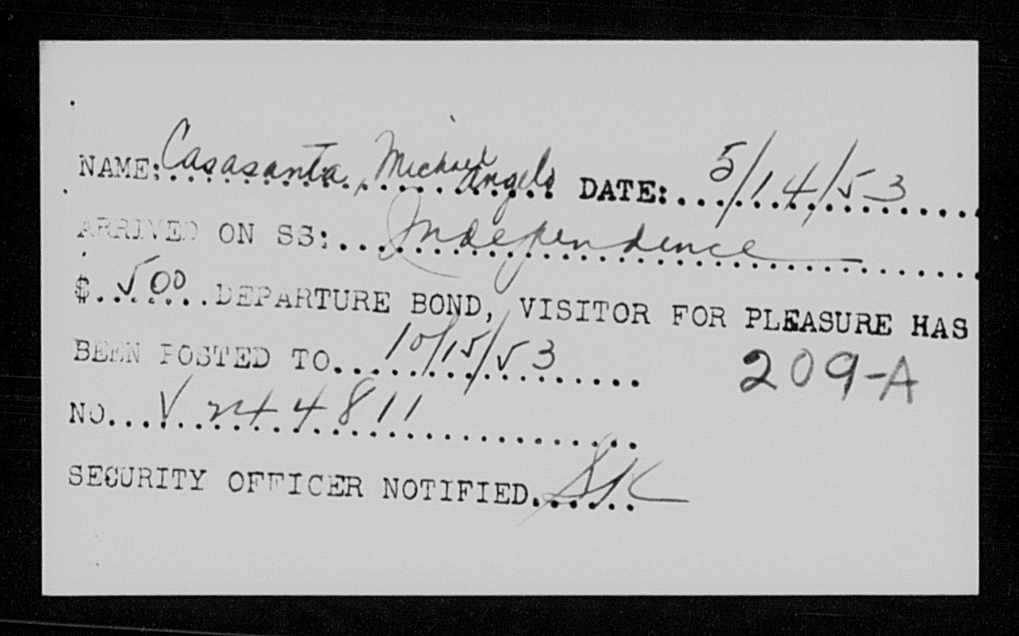 NAME: Casasanta, Michael Angelo DATE: 5/14/53
ARRIVED ON SS: Independence
$ 500 DEPARTURE BOND, VISITOR FOR PLEASURE HAS
BEEN POSTED TO 10/15/53 209-A
NO. V 244811
SECURITY OFFICER NOTIFIED